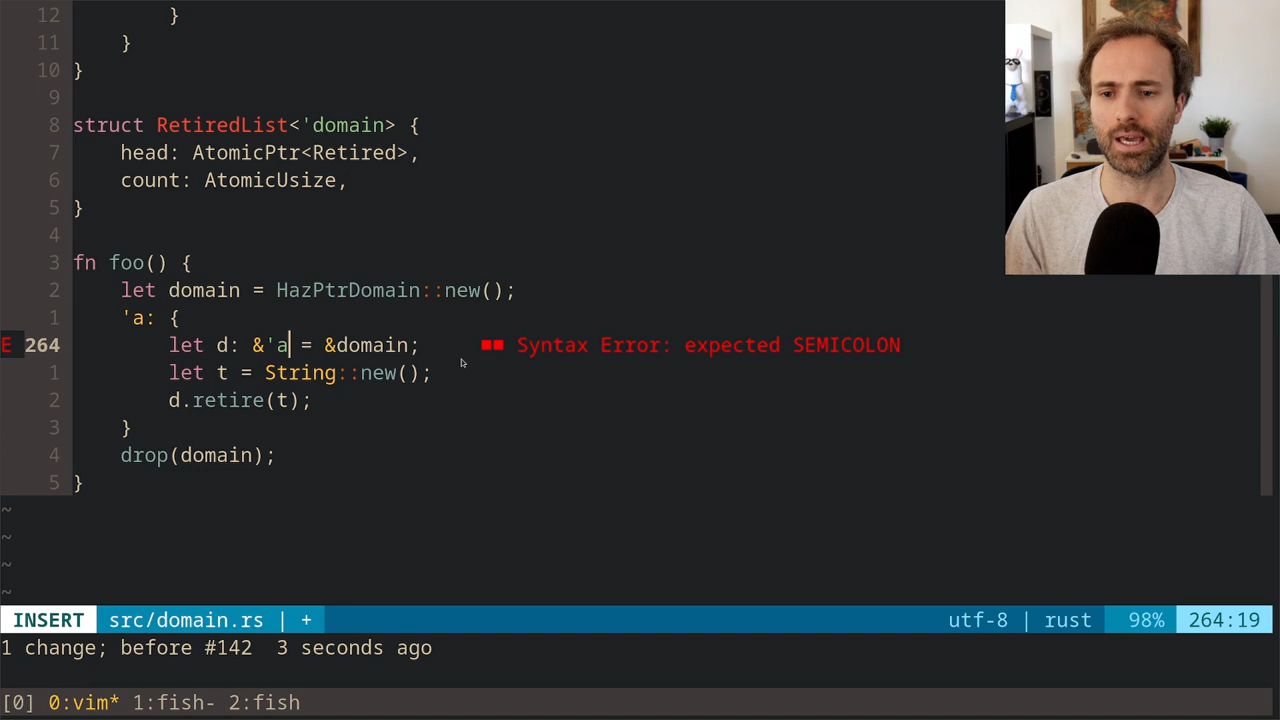 12         }
11     }
10 }
9
8 struct RetiredList<'domain> {
7     head: AtomicPtr<Retired>,
6     count: AtomicUsize,
5 }
4
3 fn foo() {
2     let domain = HazPtrDomain::new();
1     'a: {
E 264         let d: &'a = &domain;     ■■ Syntax Error: expected SEMICOLON
1         let t = String::new();
2         d.retire(t);
3     }
4     drop(domain);
5 }
~
~
~
~
INSERT src/domain.rs | + utf-8 | rust 98% 264:19
1 change; before #142  3 seconds ago
[0] 0:vim* 1:fish- 2:fish